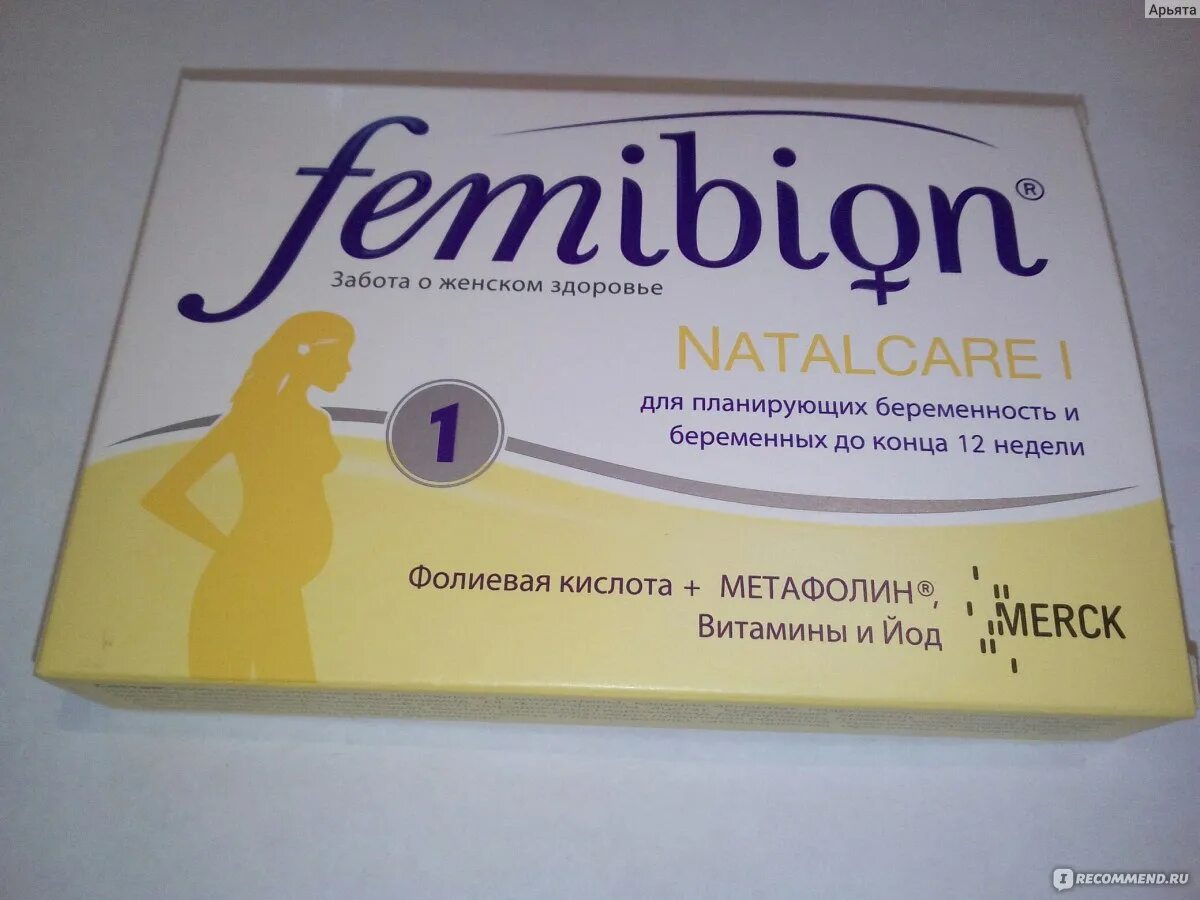 Арьята
femibion®
Забота о женском здоровье
NATALCARE I
1
для планирующих беременность и
беременных до конца 12 недели
Фолиевая кислота + МЕТАФОЛИН®,
Витамины и Йод
MERCK
IRECOMMEND.RU